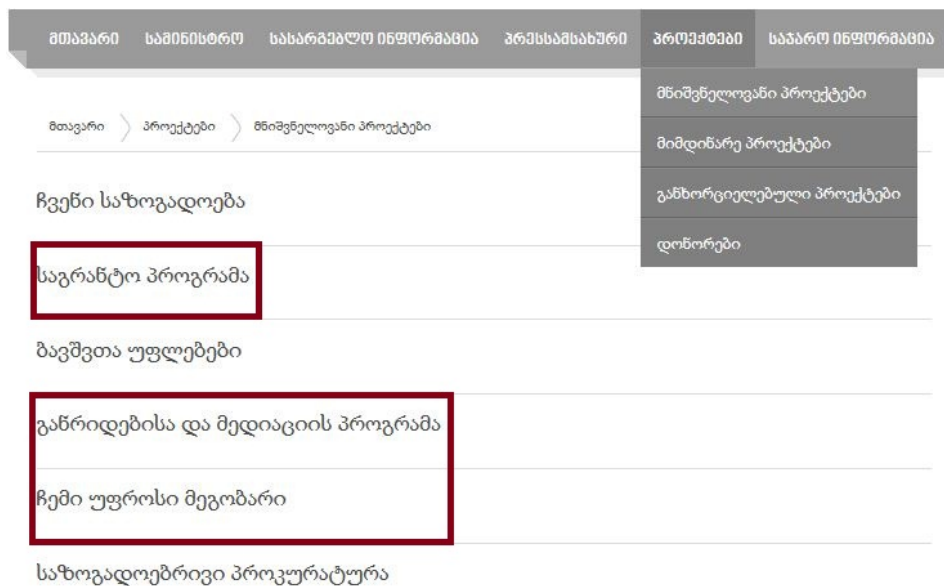 მთავარი სამინისტრო სასარგებლო ინფორმაცია პრესსამსახური პროექტები საჯარო ინფორმაცია
მნიშვნელოვანი პროექტები
მიმდინარე პროექტები
განხორციელებული პროექტები
დონორები
მთავარი პროექტები მნიშვნელოვანი პროექტები
ჩვენი საზოგადოება
საგრანტო პროგრამა
ბავშვთა უფლებები
განრიდებისა და მედიაციის პროგრამა
ჩემი უფროსი მეგობარი
საზოგადოებრივი პროკურატურა